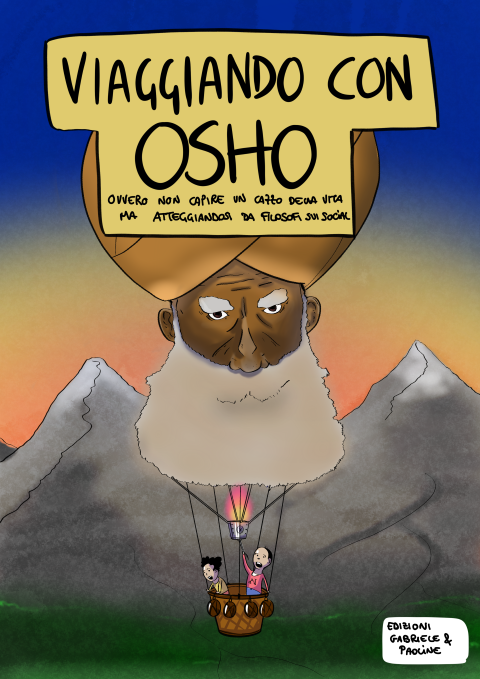 VIAGGIANDO CON
OSHO
OVVERO NON CAPIRE UN CAZZO DELLA VITA
MA ATTEGGIANDOSI DA FILOSOFI SUI SOCIAL
EDIZIONI
GABRIELE &
PAOLINE